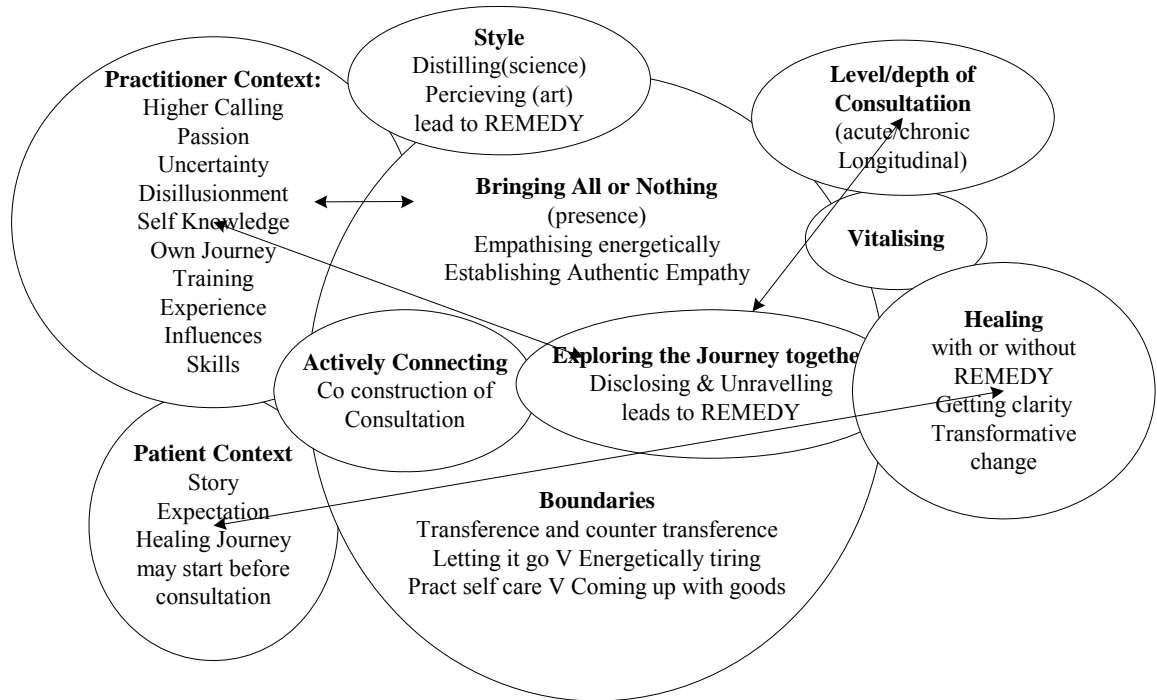 Style
Distilling(science)
Percieving (art)
lead to REMEDY
Practitioner Context:
Higher Calling
Passion
Uncertainty
Disillusionment
Self Knowledge
Own Journey
Training
Experience
Influences
Skills
Level/depth of
Consultatiion
(acute/chronic
Longitudinal)
Bringing All or Nothing
(presence)
Empathising energetically
Establishing Authentic Empathy
Vitalising
Actively Connecting
Co construction of
Consultation
Exploring the Journey togethe
Disclosing & Unravelling
leads to REMEDY
Healing
with or without
REMEDY
Getting clarity
Transformative
change
Patient Context
Story
Expectation
Healing Journey
may start before
consultation
Boundaries
Transference and counter transference
Letting it go V Energetically tiring
Pract self care V Coming up with goods